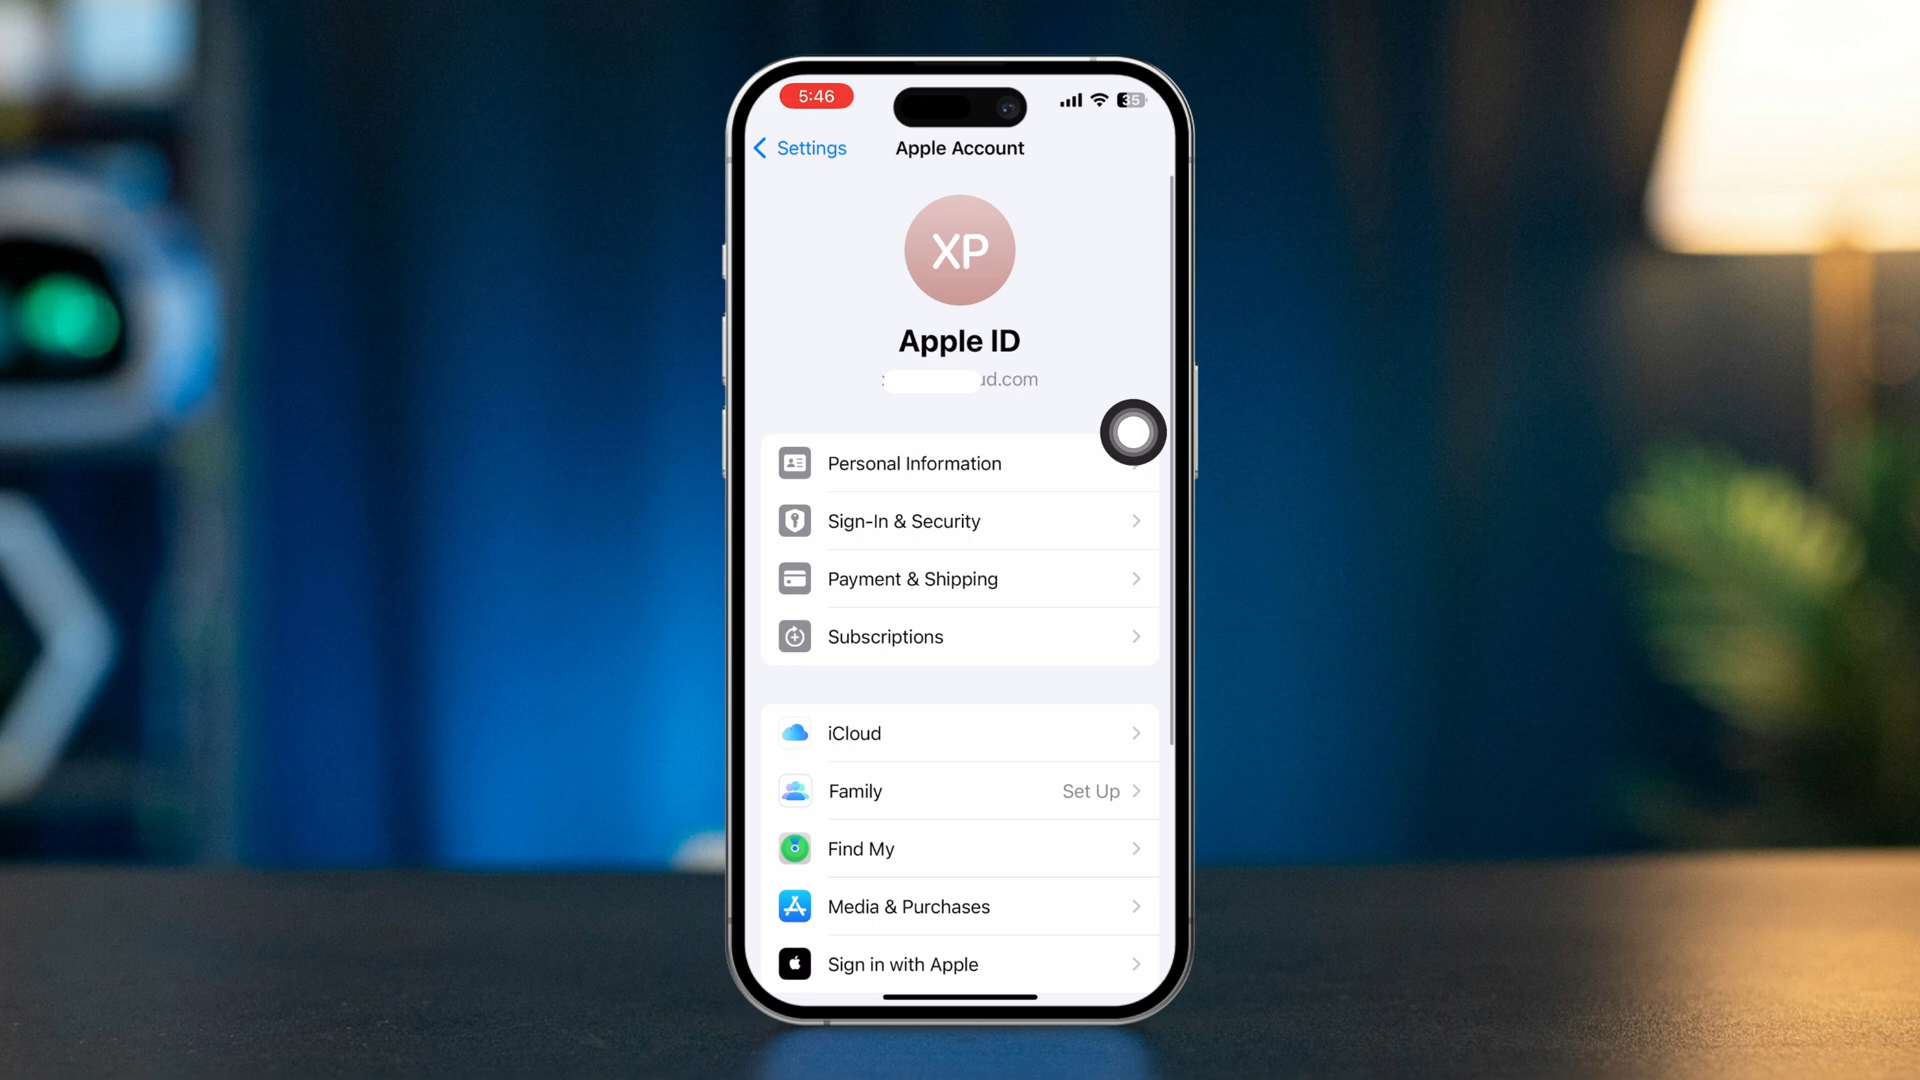 5:46
35
Settings
Apple Account
XP
Apple ID
ud.com
Personal Information
Sign-In & Security
Payment & Shipping
Subscriptions
iCloud
Family
Set Up
Find My
Media & Purchases
Sign in with Apple